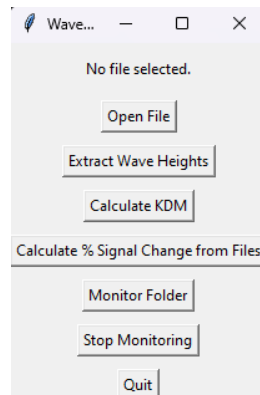 Wave...
No file selected.
Open File
Extract Wave Heights
Calculate KDM
Calculate % Signal Change from Files
Monitor Folder
Stop Monitoring
Quit